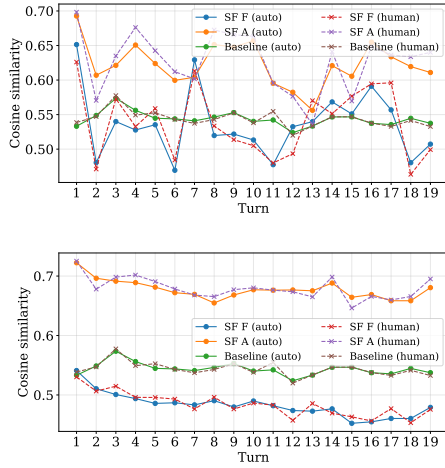 0.70
0.65
0.60
0.55
0.50
Cosine similarity
SF F (auto)
SF A (auto)
Baseline (auto)
SF F (human)
SF A (human)
Baseline (human)
1 2 3 4 5 6 7 8 9 10 11 12 13 14 15 16 17 18 19
Turn
0.7
0.6
0.5
Cosine similarity
SF F (auto)
SF A (auto)
Baseline (auto)
SF F (human)
SF A (human)
Baseline (human)
1 2 3 4 5 6 7 8 9 10 11 12 13 14 15 16 17 18 19
Turn